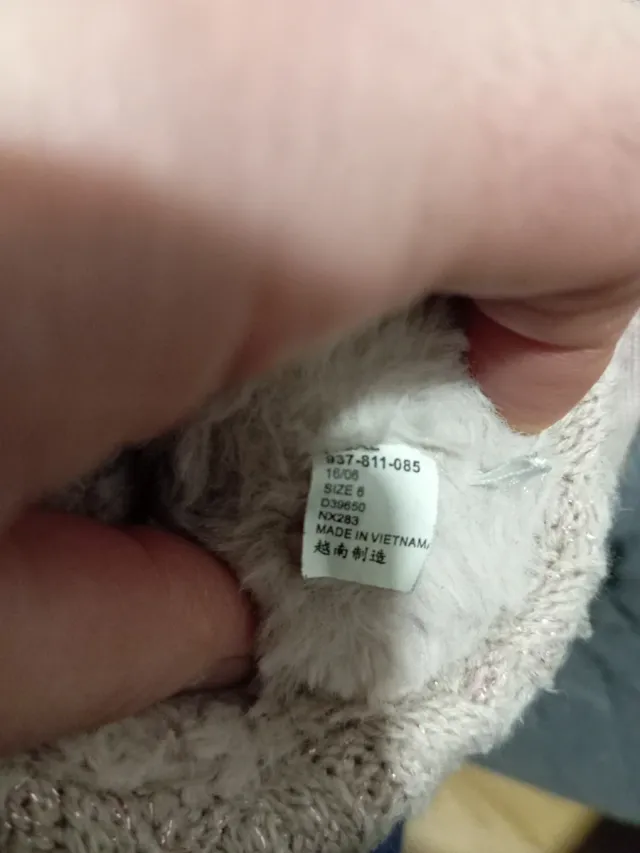 937-811-085
16/06
SIZE 6
D39650
NX283
MADE IN VIETNAM
越南制造